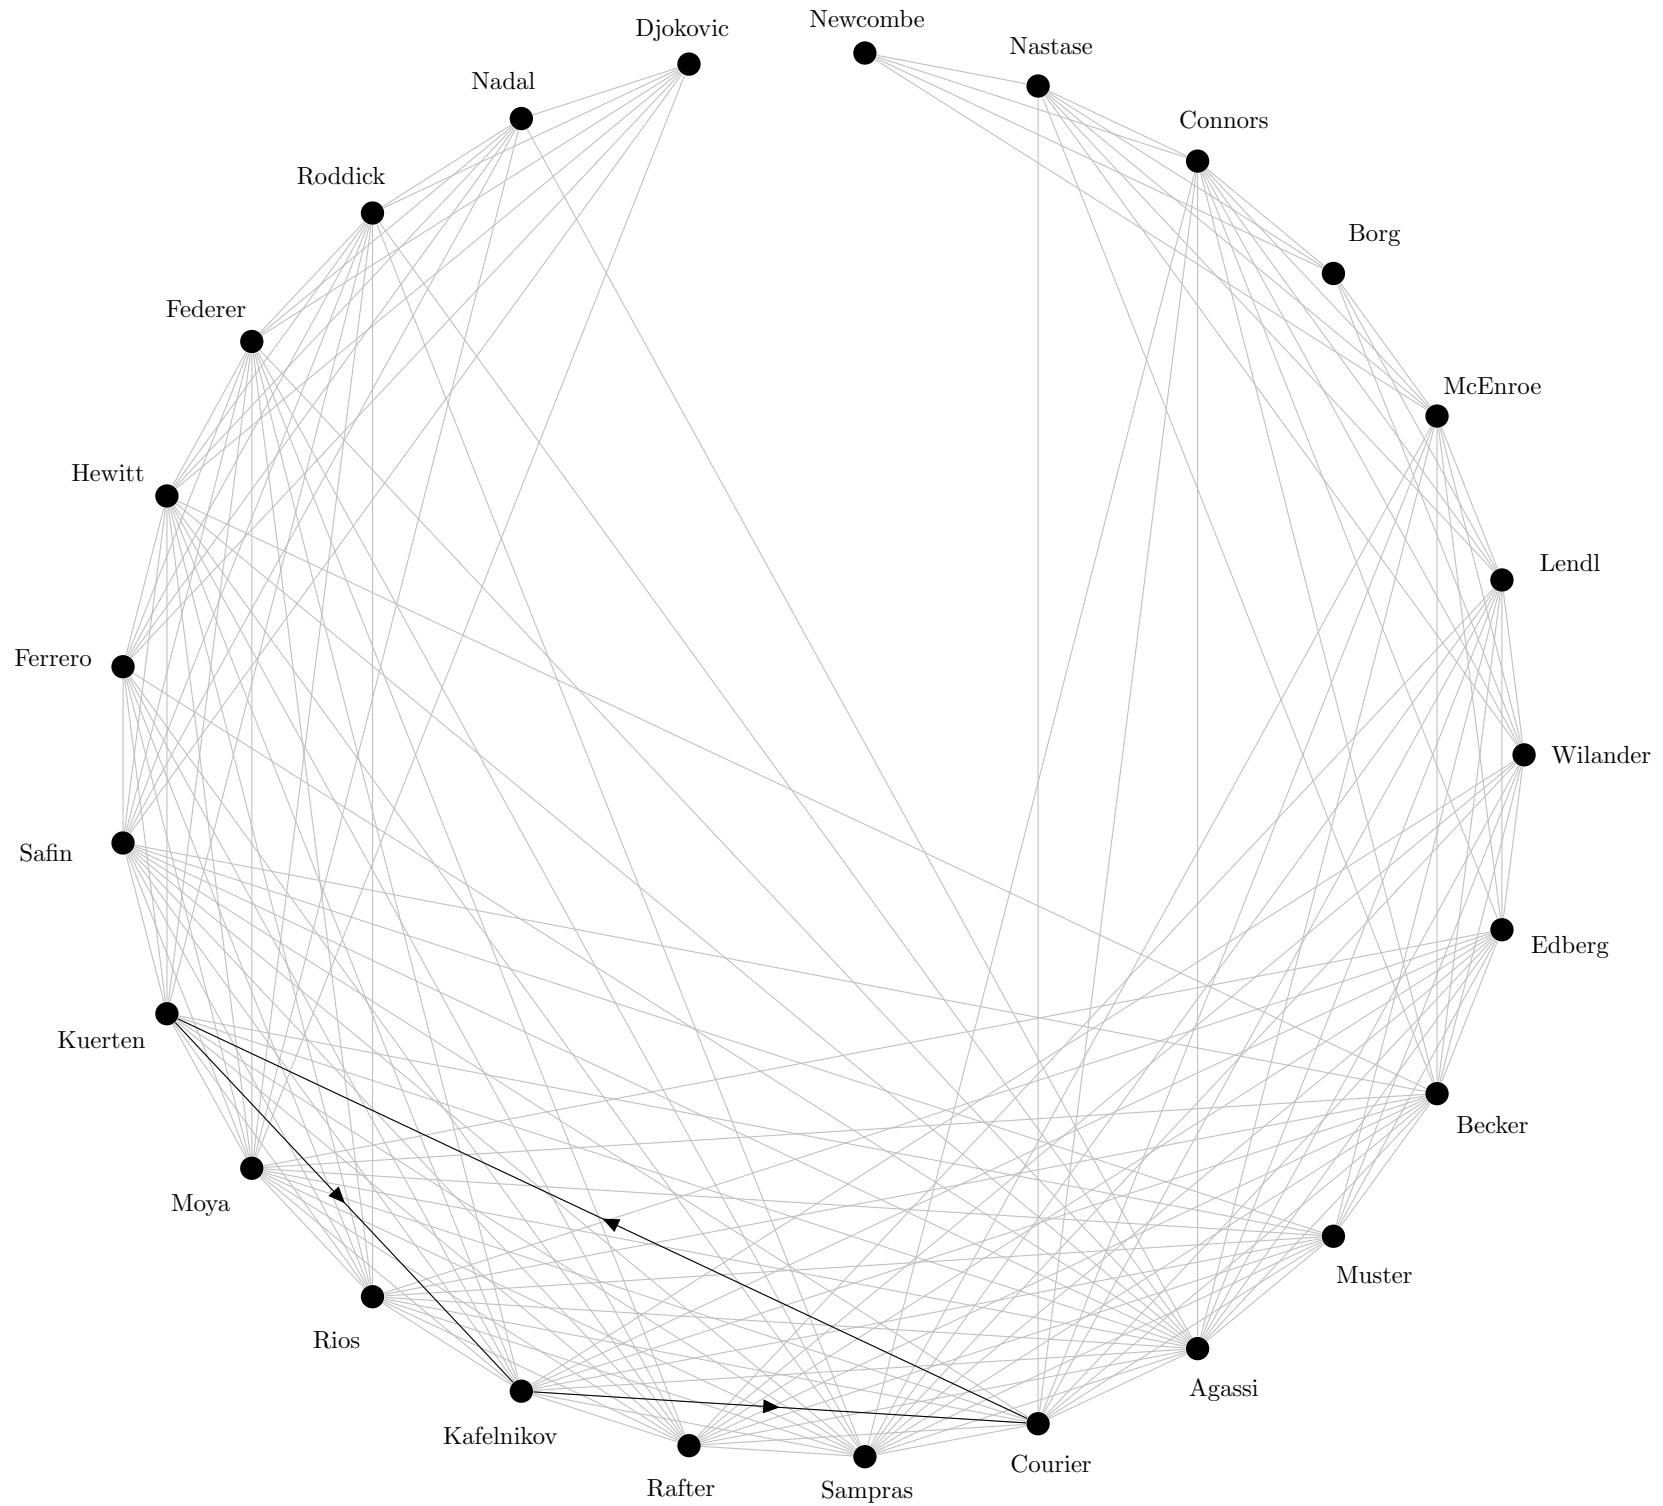 Newcombe
Djokovic
Nastase
Nadal
Connors
Roddick
Borg
Federer
McEnroe
Hewitt
Lendl
Ferrero
Wilander
Safin
Edberg
Kuerten
Becker
Moya
Muster
Rios
Agassi
Kafelnikov
Courier
Rafter
Sampras